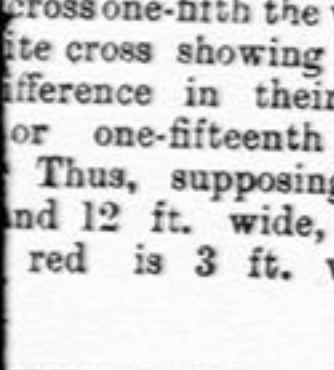 cross one-fifth the
ite cross showing
ifference in their
or one-fifteenth
Thus, supposing
nd 12 ft. wide,
red is 3 ft.